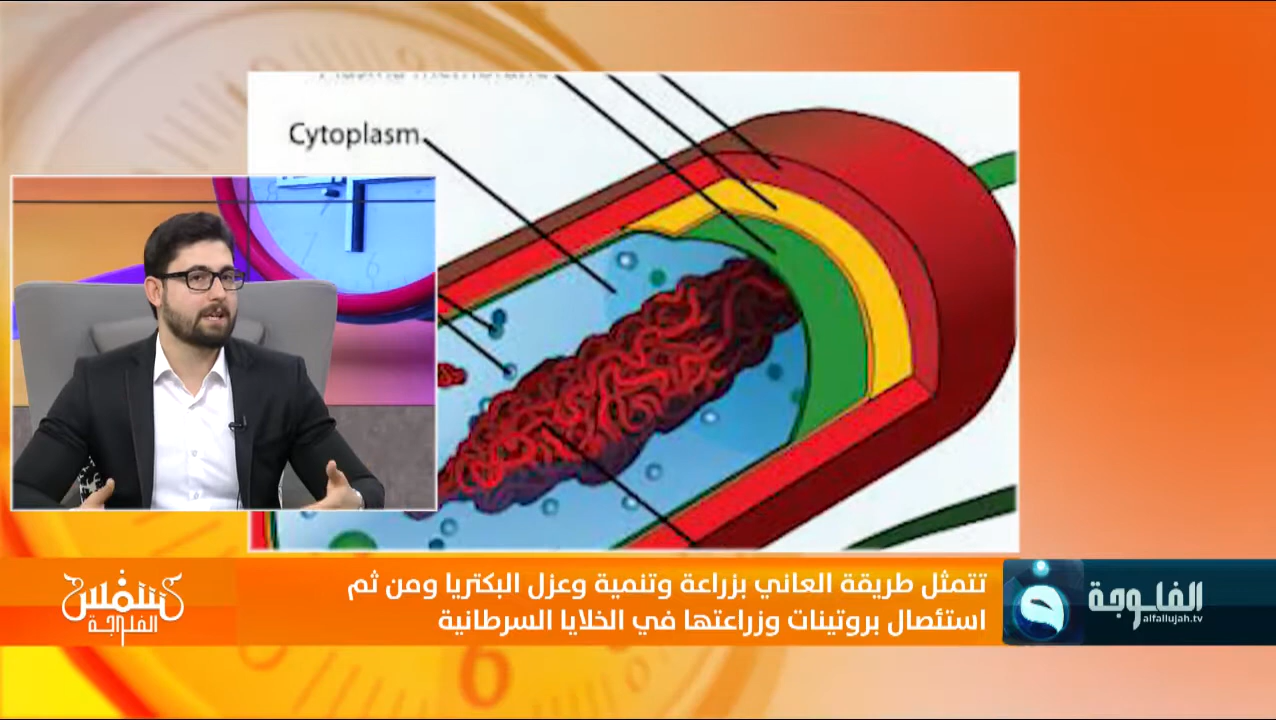 Cytoplasm
تتمثل طريقة العاني بزراعة وتنمية وعزل البكتريا ومن ثم
استئصال بروتينات وزراعتها في الخلايا السرطانية
الفلوجة
alfallujah.tv
شمس
الفلوجة
6